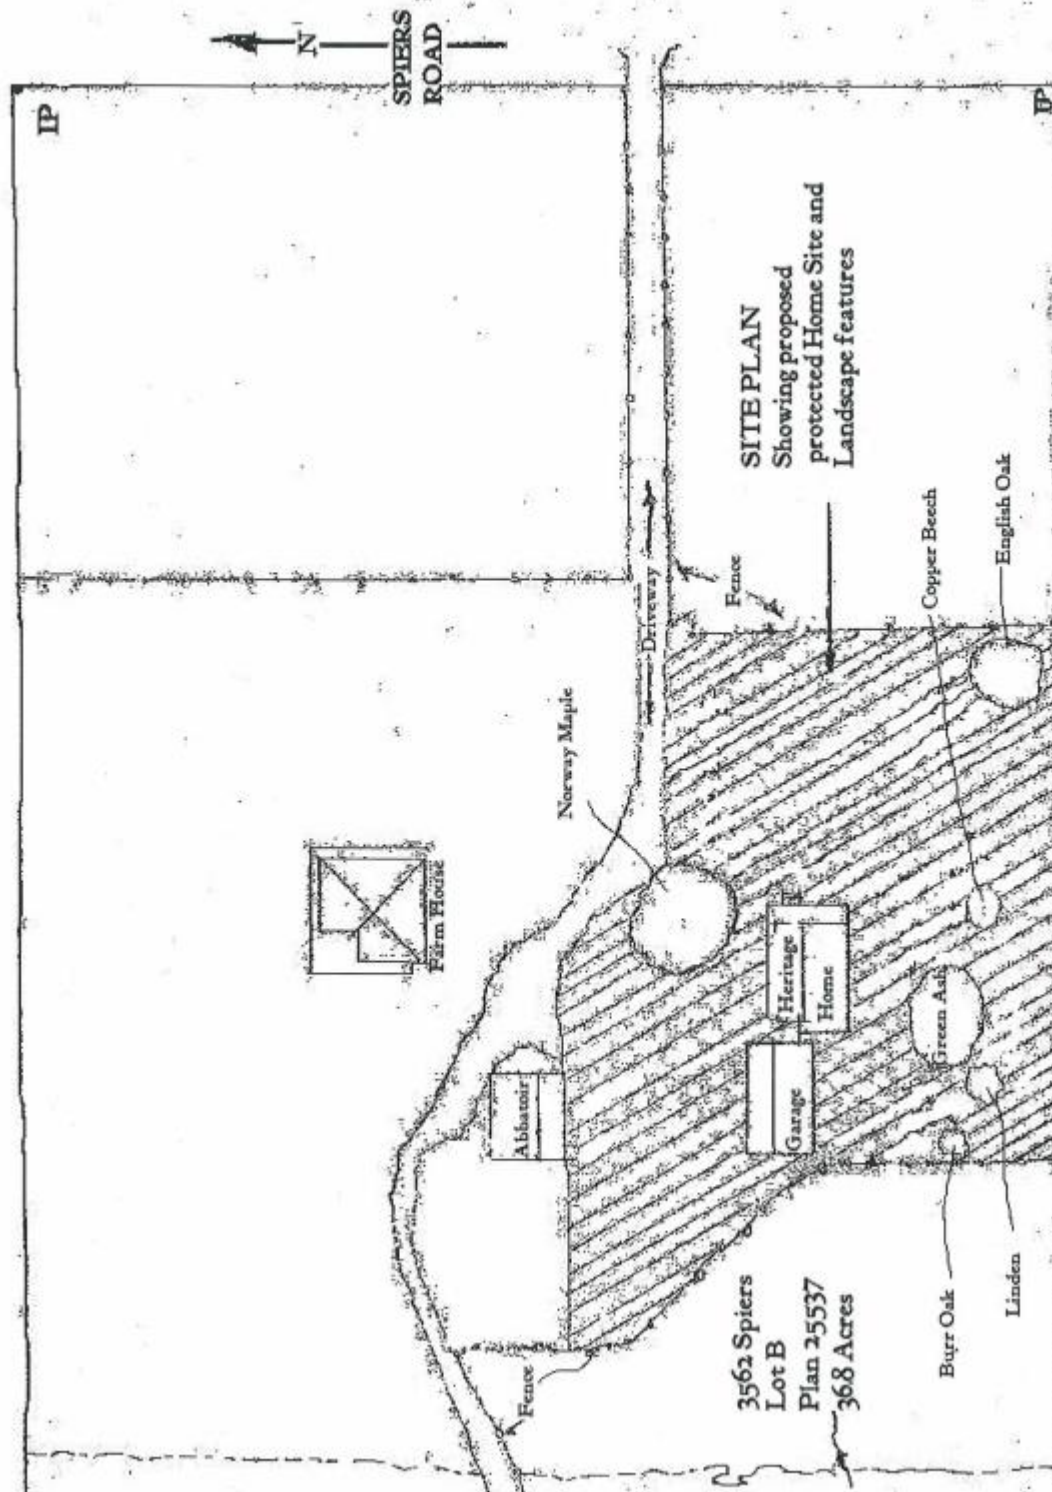 N
SPIERS
ROAD
IP
IP
SITE PLAN
Showing proposed
protected Home Site and
Landscape features
Driveway
Fence
Norway Maple
Copper Beech
English Oak
Farm House
Heritage
Home
Green Ash
Abbatoir
Garage
Burr Oak
Linden
Fence
3562 Spiers
Lot B
Plan 25537
36.8 Acres